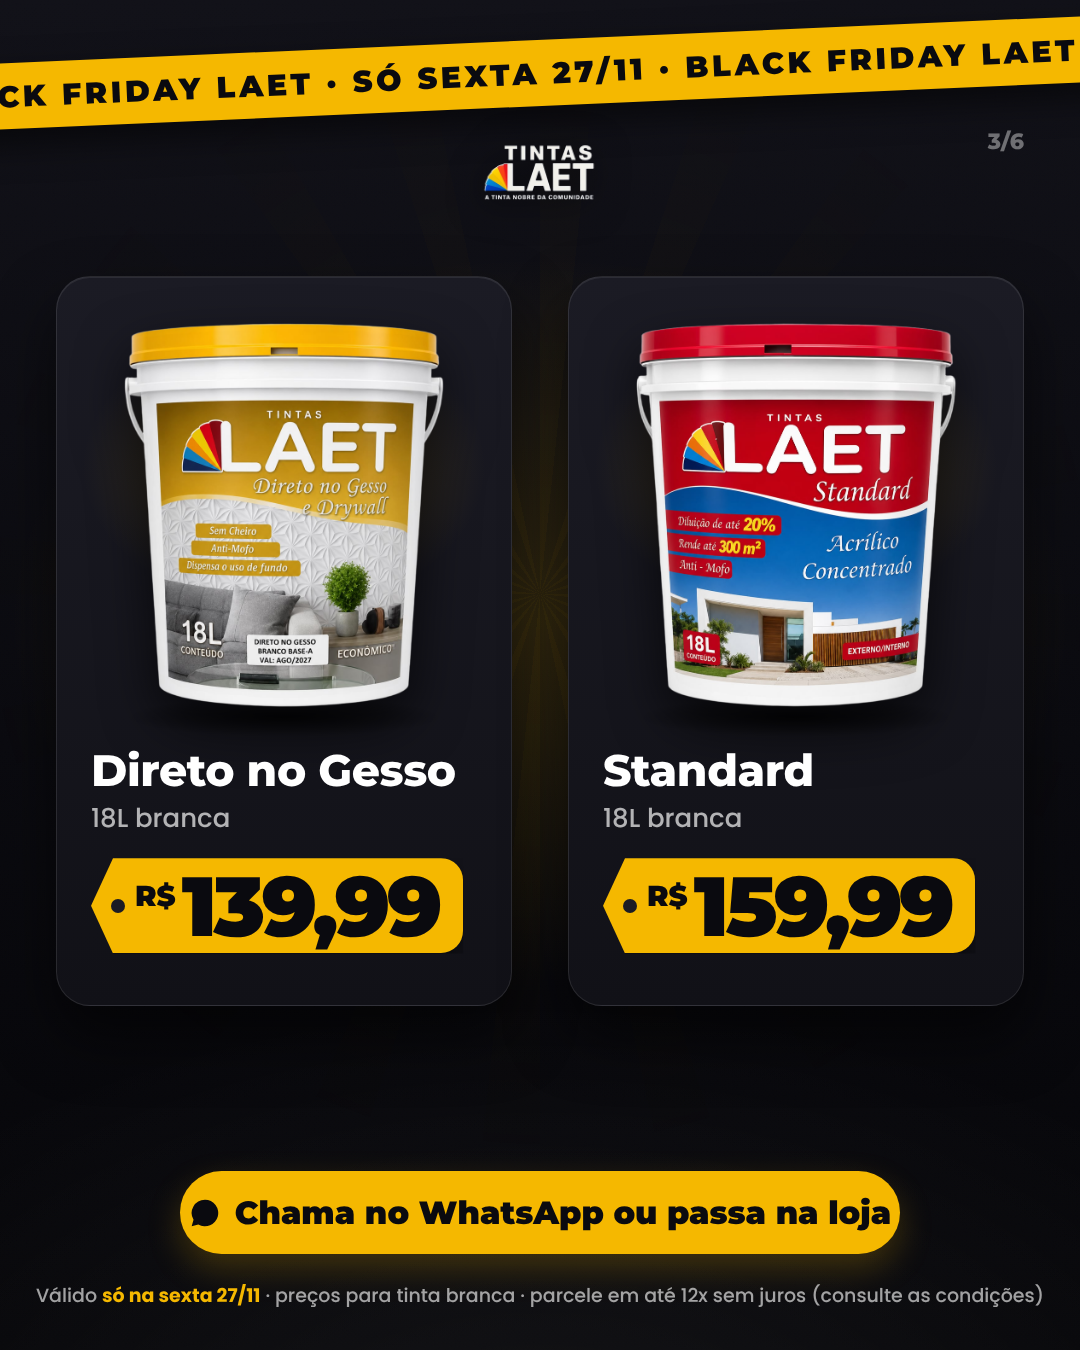 CK FRIDAY LAET · SÓ SEXTA 27/11 · BLACK FRIDAY LAET
3/6
TINTAS
LAET
A TINTA NOBRE DA COMUNIDADE
TINTAS
LAET
Direto no Gesso
e Drywall
Sem Cheiro
Anti-Mofo
Dispensa o uso de fundo
18L
CONTEÚDO
DIRETO NO GESSO
BRANCO BASE-A
VAL: AGO/2027
ECONÔMICO
TINTAS
LAET
Standard
Diluição de até 20%
Rende até 300 m²
Anti - Mofo
Acrílico
Concentrado
18L
CONTEÚDO
EXTERNO/INTERNO
Direto no Gesso
18L branca
R$ 139,99
Standard
18L branca
R$ 159,99
Chama no WhatsApp ou passa na loja
Válido só na sexta 27/11 · preços para tinta branca · parcele em até 12x sem juros (consulte as condições)